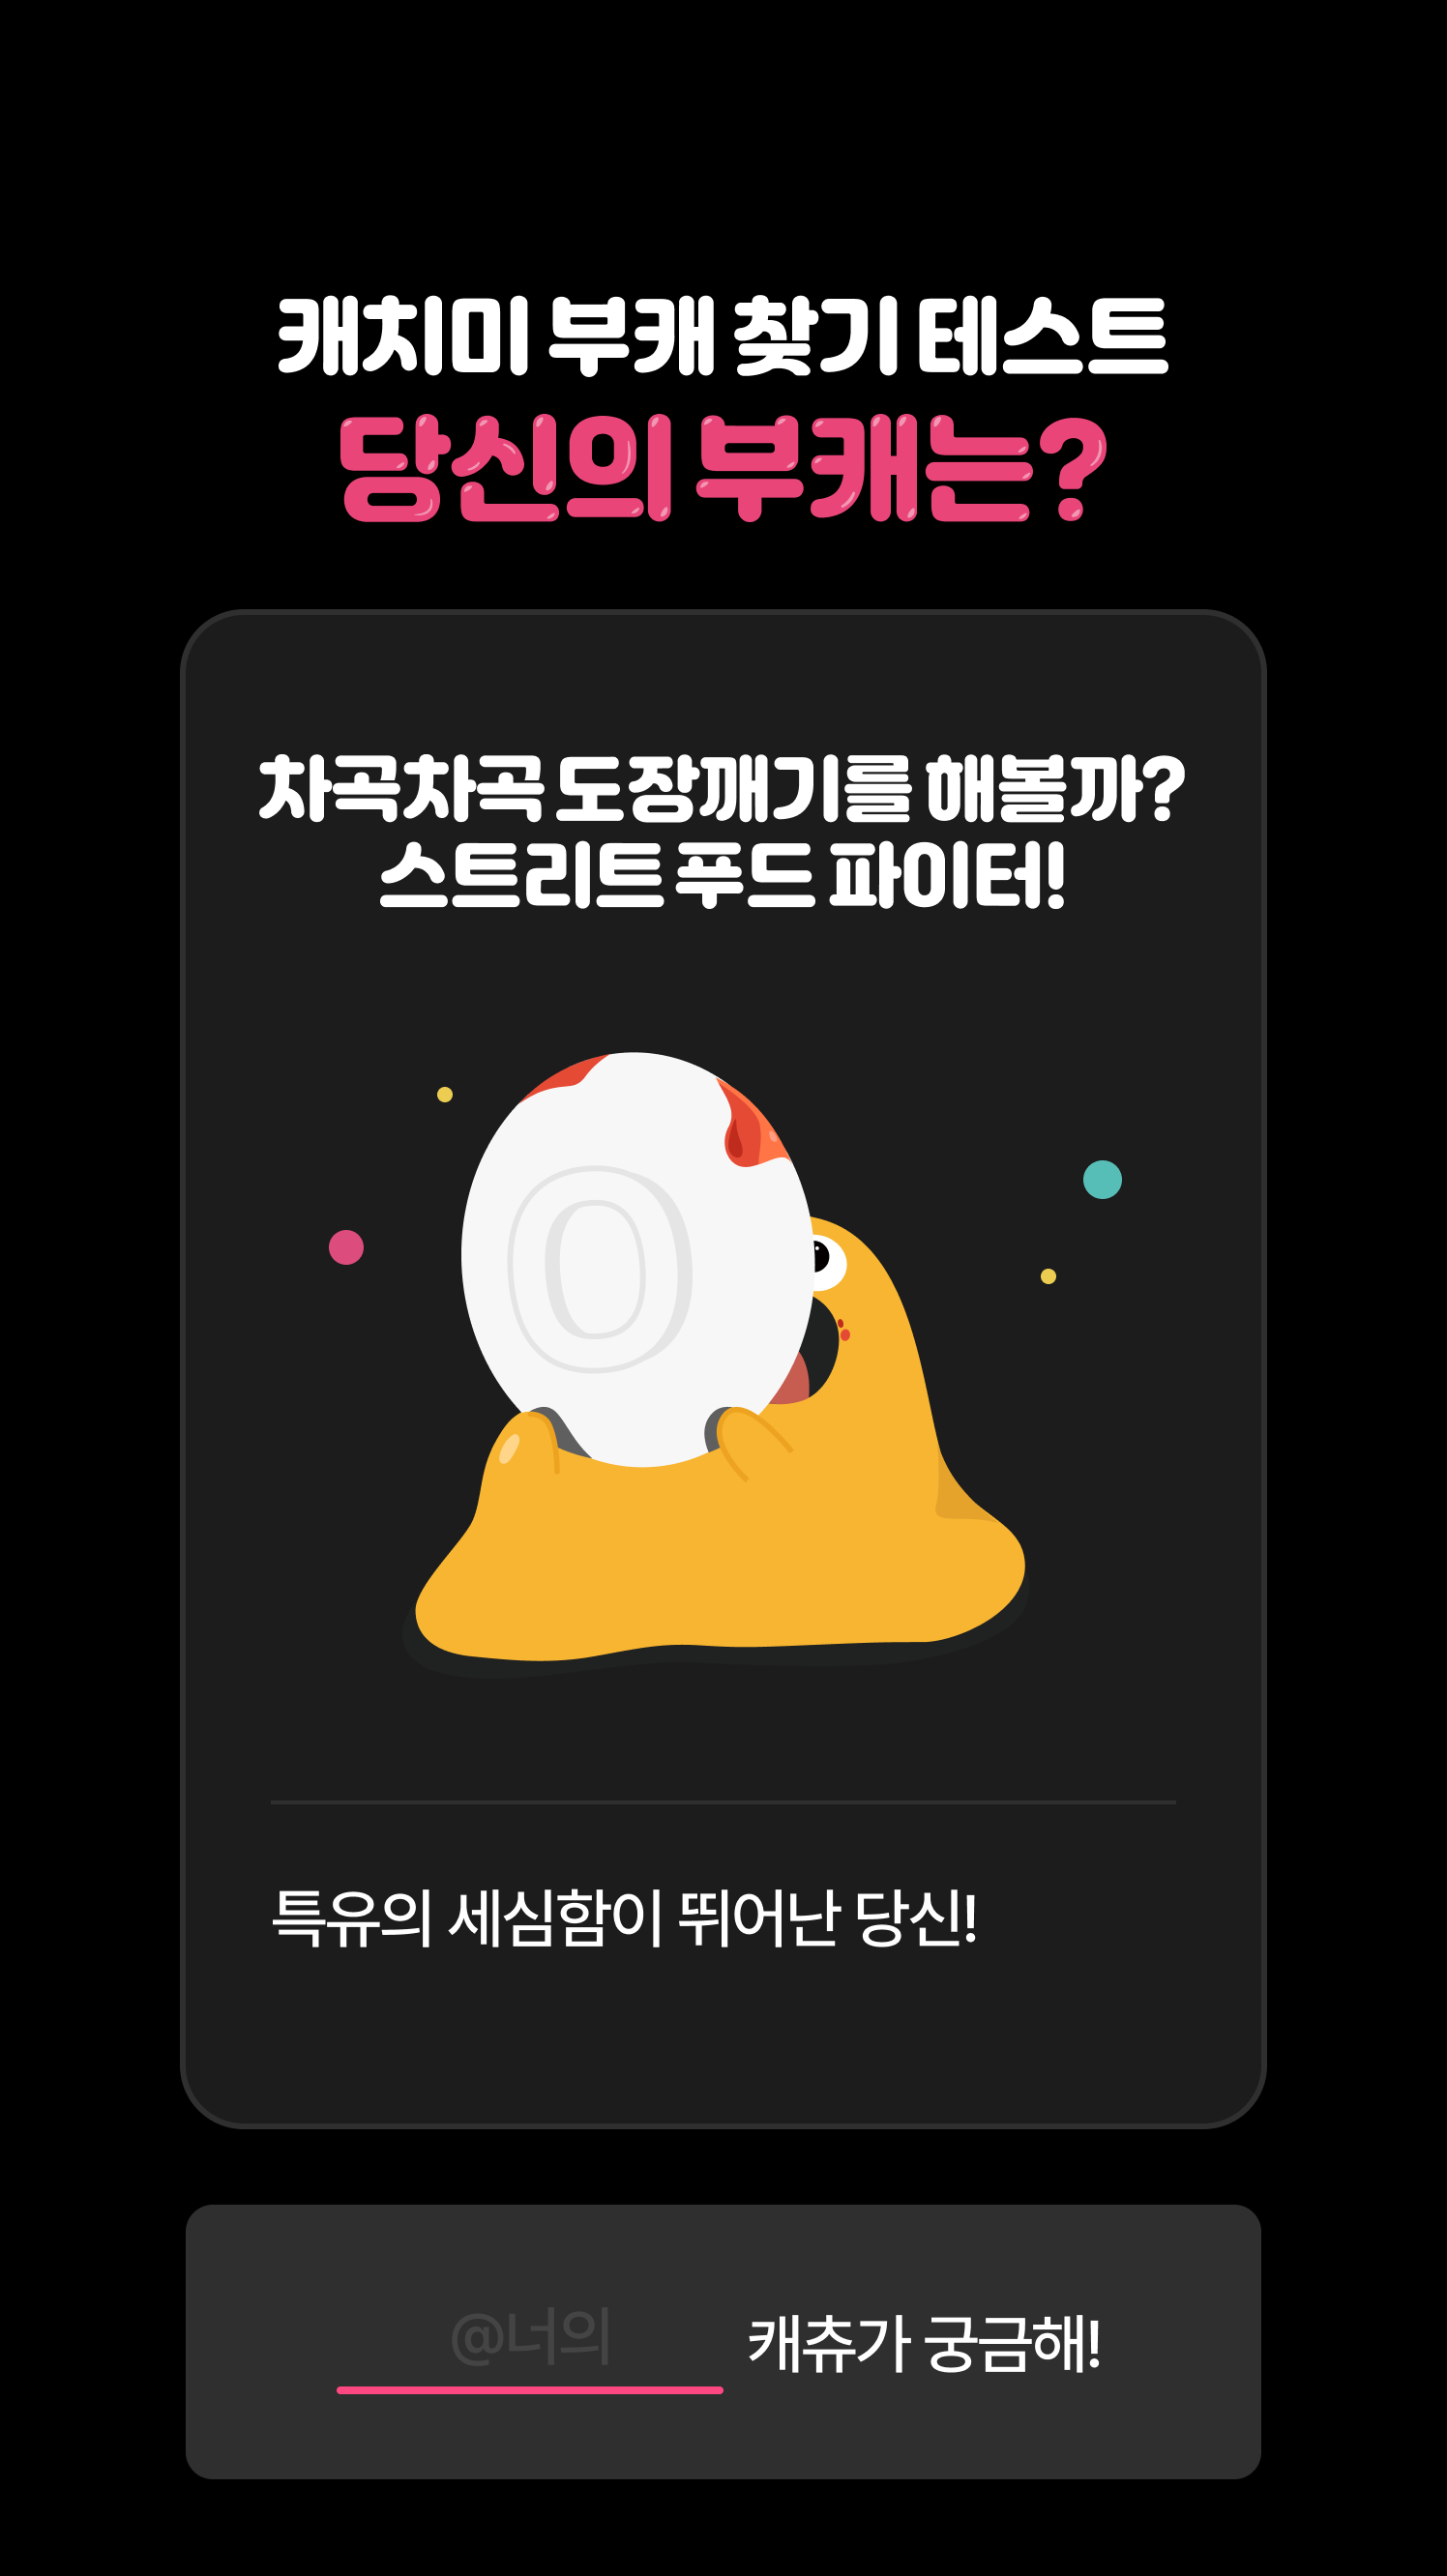 캐치미 부캐 찾기 테스트
당신의 부캐는?
차곡차곡 도장깨기를 해볼까?
스트리트 푸드 파이터!
O
특유의 세심함이 뛰어난 당신!
@너의 캐츄가 궁금해!